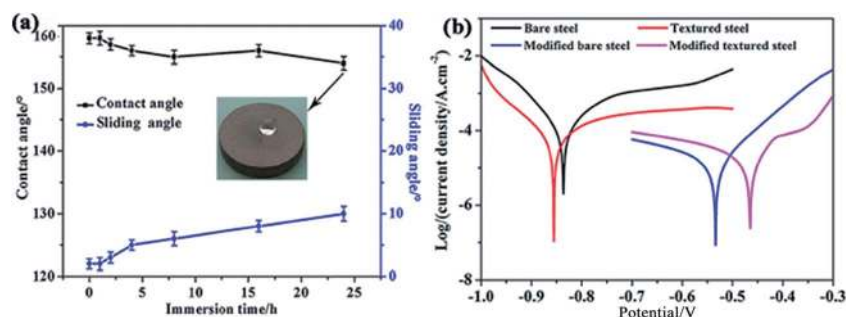 (a)
160
150
140
130
120
Contact angle/°
Contact angle
Sliding angle
0
5
10
15
20
25
Immersion time/h
40
30
20
10
0
Sliding angle/°
(b)
Bare steel
Textured steel
Modified bare steel
Modified textured steel
-2
-4
-6
-8
Log/(current density/A.cm⁻²)
-1.0
-0.9
-0.8
-0.7
-0.6
-0.5
-0.4
-0.3
Potential/V